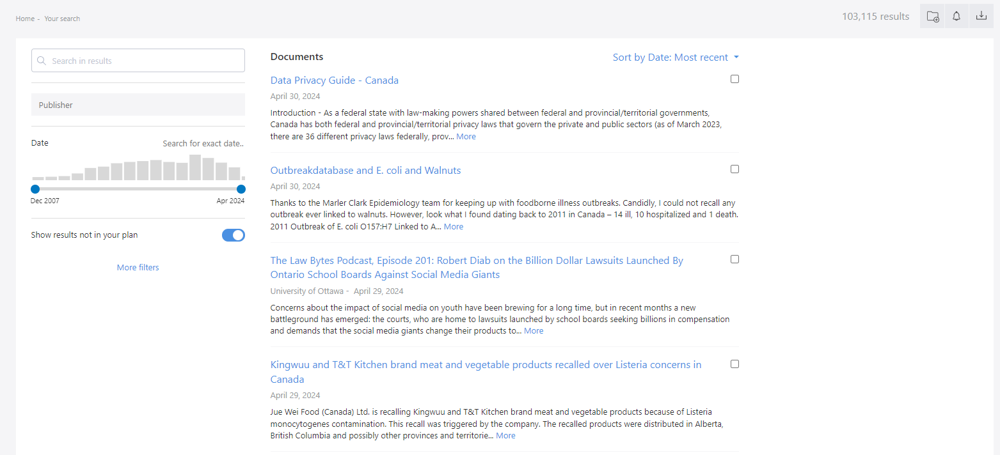 Home - Your search
103,115 results
Search in results
Publisher
Date
Search for exact date..
Dec 2007
Apr 2024
Show results not in your plan
More filters
Documents
Sort by Date: Most recent
Data Privacy Guide - Canada
April 30, 2024
Introduction - As a federal state with law-making powers shared between federal and provincial/territorial governments,
Canada has both federal and provincial/territorial privacy laws that govern the private and public sectors (as of March 2023,
there are 36 different privacy laws federally, prov... More
Outbreakdatabase and E. coli and Walnuts
April 30, 2024
Thanks to the Marler Clark Epidemiology team for keeping up with foodborne illness outbreaks. Candidly, I could not recall any
outbreak ever linked to walnuts. However, look what I found dating back to 2011 in Canada – 14 ill, 10 hospitalized and 1 death.
2011 Outbreak of E. coli O157:H7 Linked to A... More
The Law Bytes Podcast, Episode 201: Robert Diab on the Billion Dollar Lawsuits Launched By
Ontario School Boards Against Social Media Giants
University of Ottawa - April 29, 2024
Concerns about the impact of social media on youth have been brewing for a long time, but in recent months a new
battleground has emerged: the courts, who are home to lawsuits launched by school boards seeking billions in compensation
and demands that the social media giants change their products to... More
Kingwuu and T&T Kitchen brand meat and vegetable products recalled over Listeria concerns in
Canada
April 29, 2024
Jue Wei Food (Canada) Ltd. is recalling Kingwuu and T&T Kitchen brand meat and vegetable products because of Listeria
monocytogenes contamination. This recall was triggered by the company. The recalled products were distributed in Alberta,
British Columbia and possibly other provinces and territorie... More